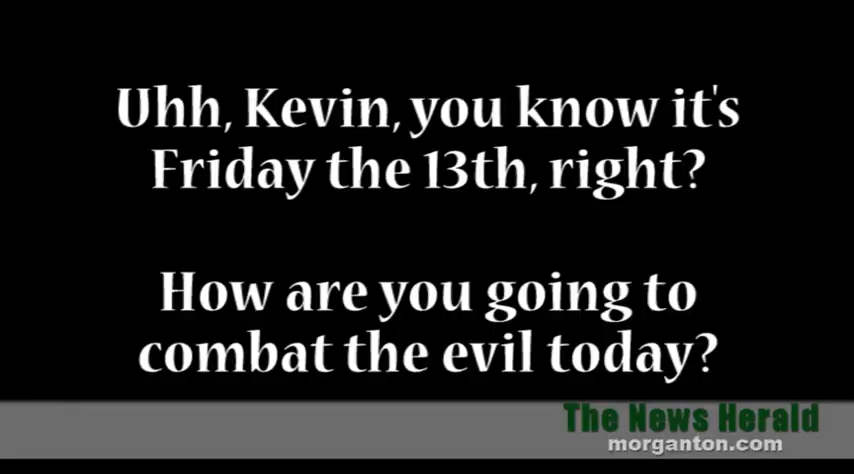 Uhh, Kevin, you know it's
Friday the 13th, right?
How are you going to
combat the evil today?
The News Herald
morganton.com